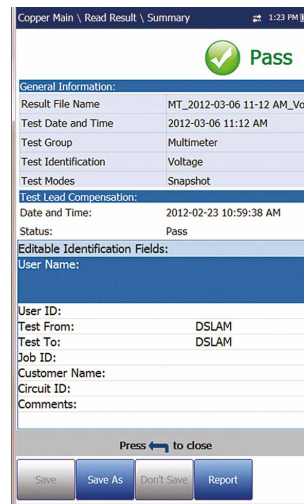 Copper Main \ Read Result \ Summary 1:23 PM
Pass
General Information:
Result File Name MT_2012-03-06 11-12 AM_Vo
Test Date and Time 2012-03-06 11:12 AM
Test Group Multimeter
Test Identification Voltage
Test Modes Snapshot
Test Lead Compensation:
Date and Time: 2012-02-23 10:59:38 AM
Status: Pass
Editable Identification Fields:
User Name:
User ID:
Test From: DSLAM
Test To: DSLAM
Job ID:
Customer Name:
Circuit ID:
Comments:
Press to close
Save Save As Don't Save Report